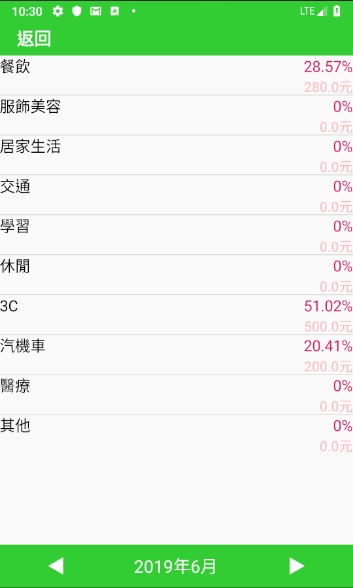 10:30 LTE
返回
餐飲 28.57%
280.0元
服飾美容 0%
0.0元
居家生活 0%
0.0元
交通 0%
0.0元
學習 0%
0.0元
休閒 0%
0.0元
3C 51.02%
500.0元
汽機車 20.41%
200.0元
醫療 0%
0.0元
其他 0%
0.0元
2019年6月